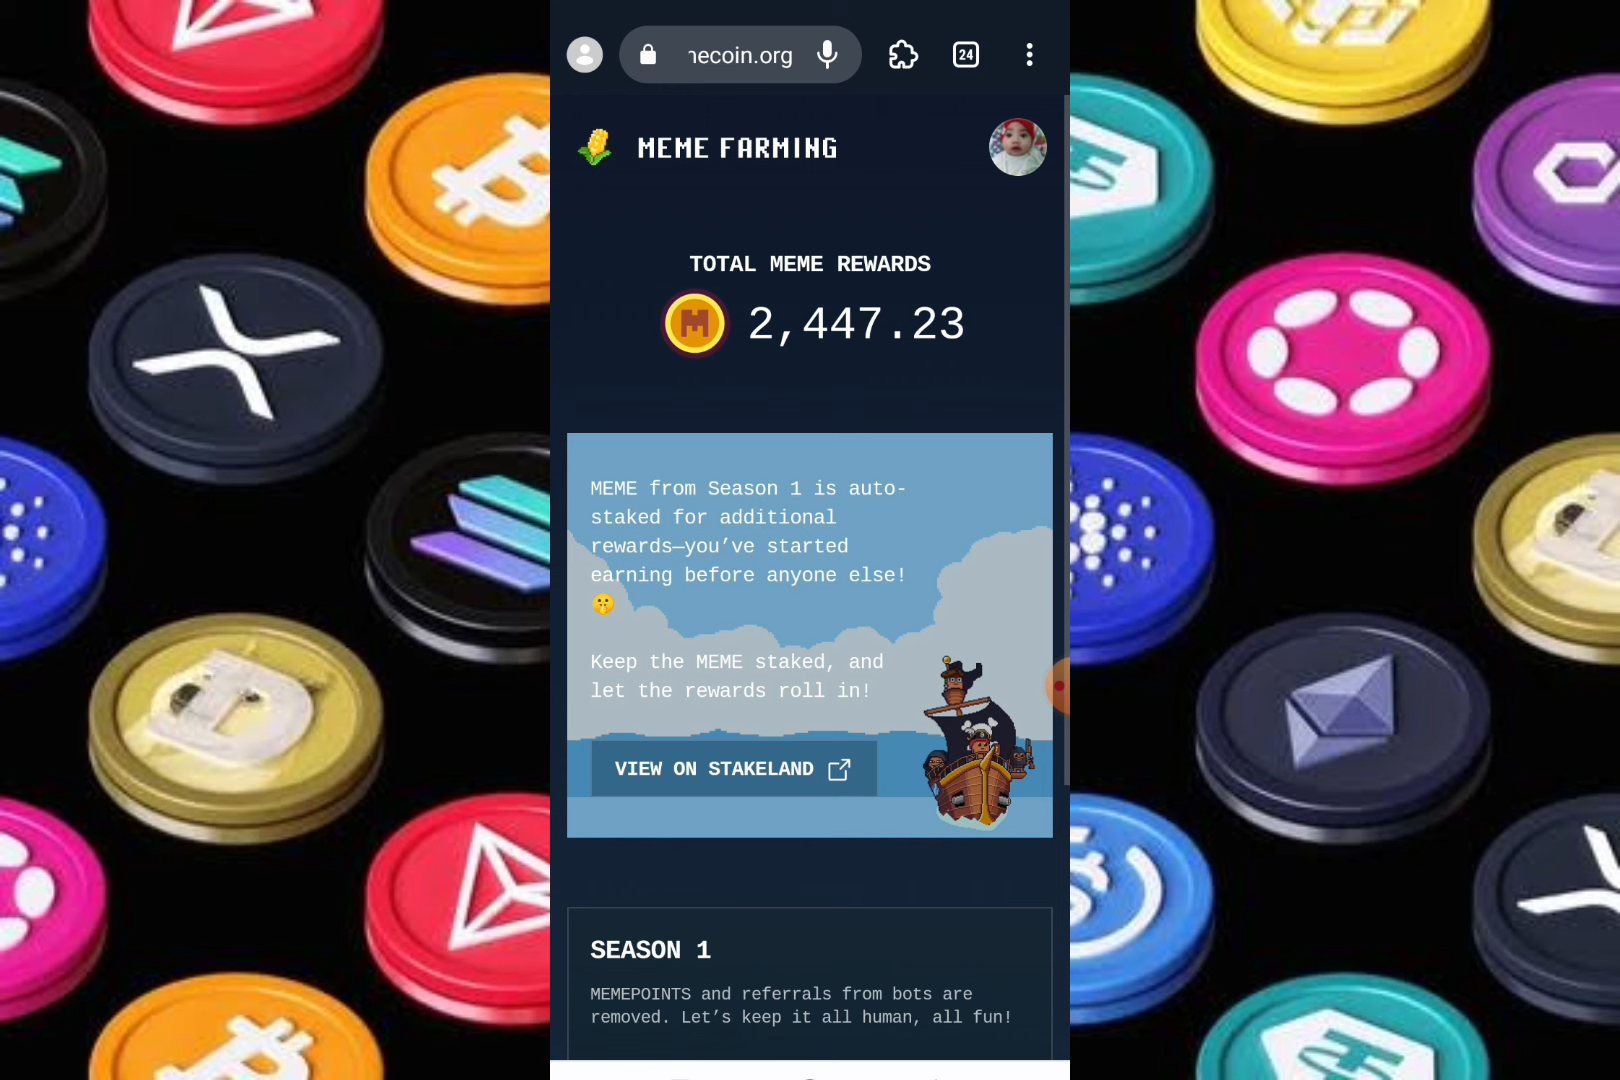 necoin.org
24
MEME FARMING
TOTAL MEME REWARDS
2,447.23
MEME from Season 1 is auto-
staked for additional
rewards—you’ve started
earning before anyone else!
🤫
Keep the MEME staked, and
let the rewards roll in!
VIEW ON STAKELAND
SEASON 1
MEMEPOINTS and referrals from bots are
removed. Let’s keep it all human, all fun!